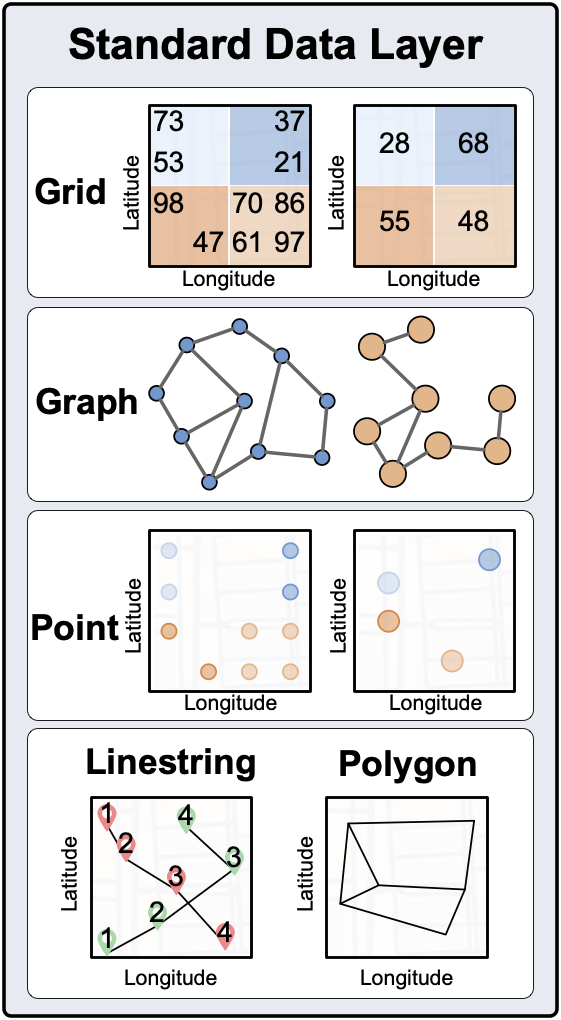 Standard Data Layer
Grid
Latitude
73 37
53 21
98 70 86
47 61 97
Longitude
Latitude
28 68
55 48
Longitude
Graph
Point
Latitude
Longitude
Latitude
Longitude
Linestring
Latitude
1 4
2
3 3
2
1 4
Longitude
Polygon
Latitude
Longitude